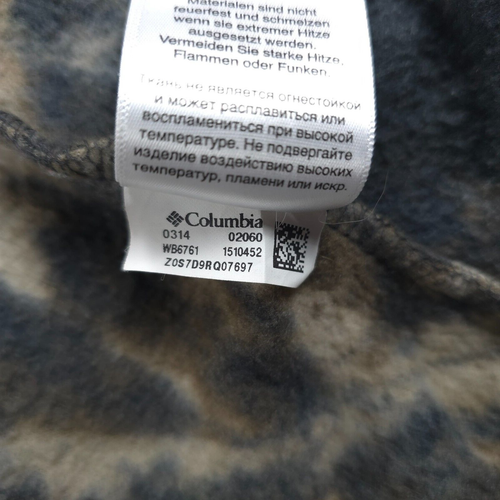 Materialen sind nicht
feuerfest und schmelzen
wenn sie extremer Hitze
ausgesetzt werden.
Vermeiden Sie starke Hitze,
Flammen oder Funken.
Ткань не является огнестойкой
и может расплавиться или
воспламениться при высокой
температуре. Не подвергайте
изделие воздействию высоких
температур, пламени или искр.
Columbia
0314 02060
WB6761 1510452
Z0S7D9RQ07697